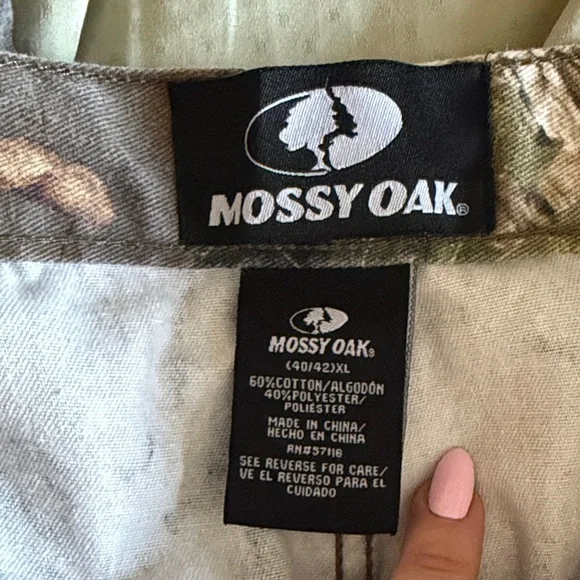 MOSSY OAK®
MOSSY OAK®
(40/42)XL
60%COTTON/ALGODÓN
40%POLYESTER/
POLIÉSTER
MADE IN CHINA/
HECHO EN CHINA
RN#57116
SEE REVERSE FOR CARE/
VE EL REVERSO PARA EL
CUIDADO